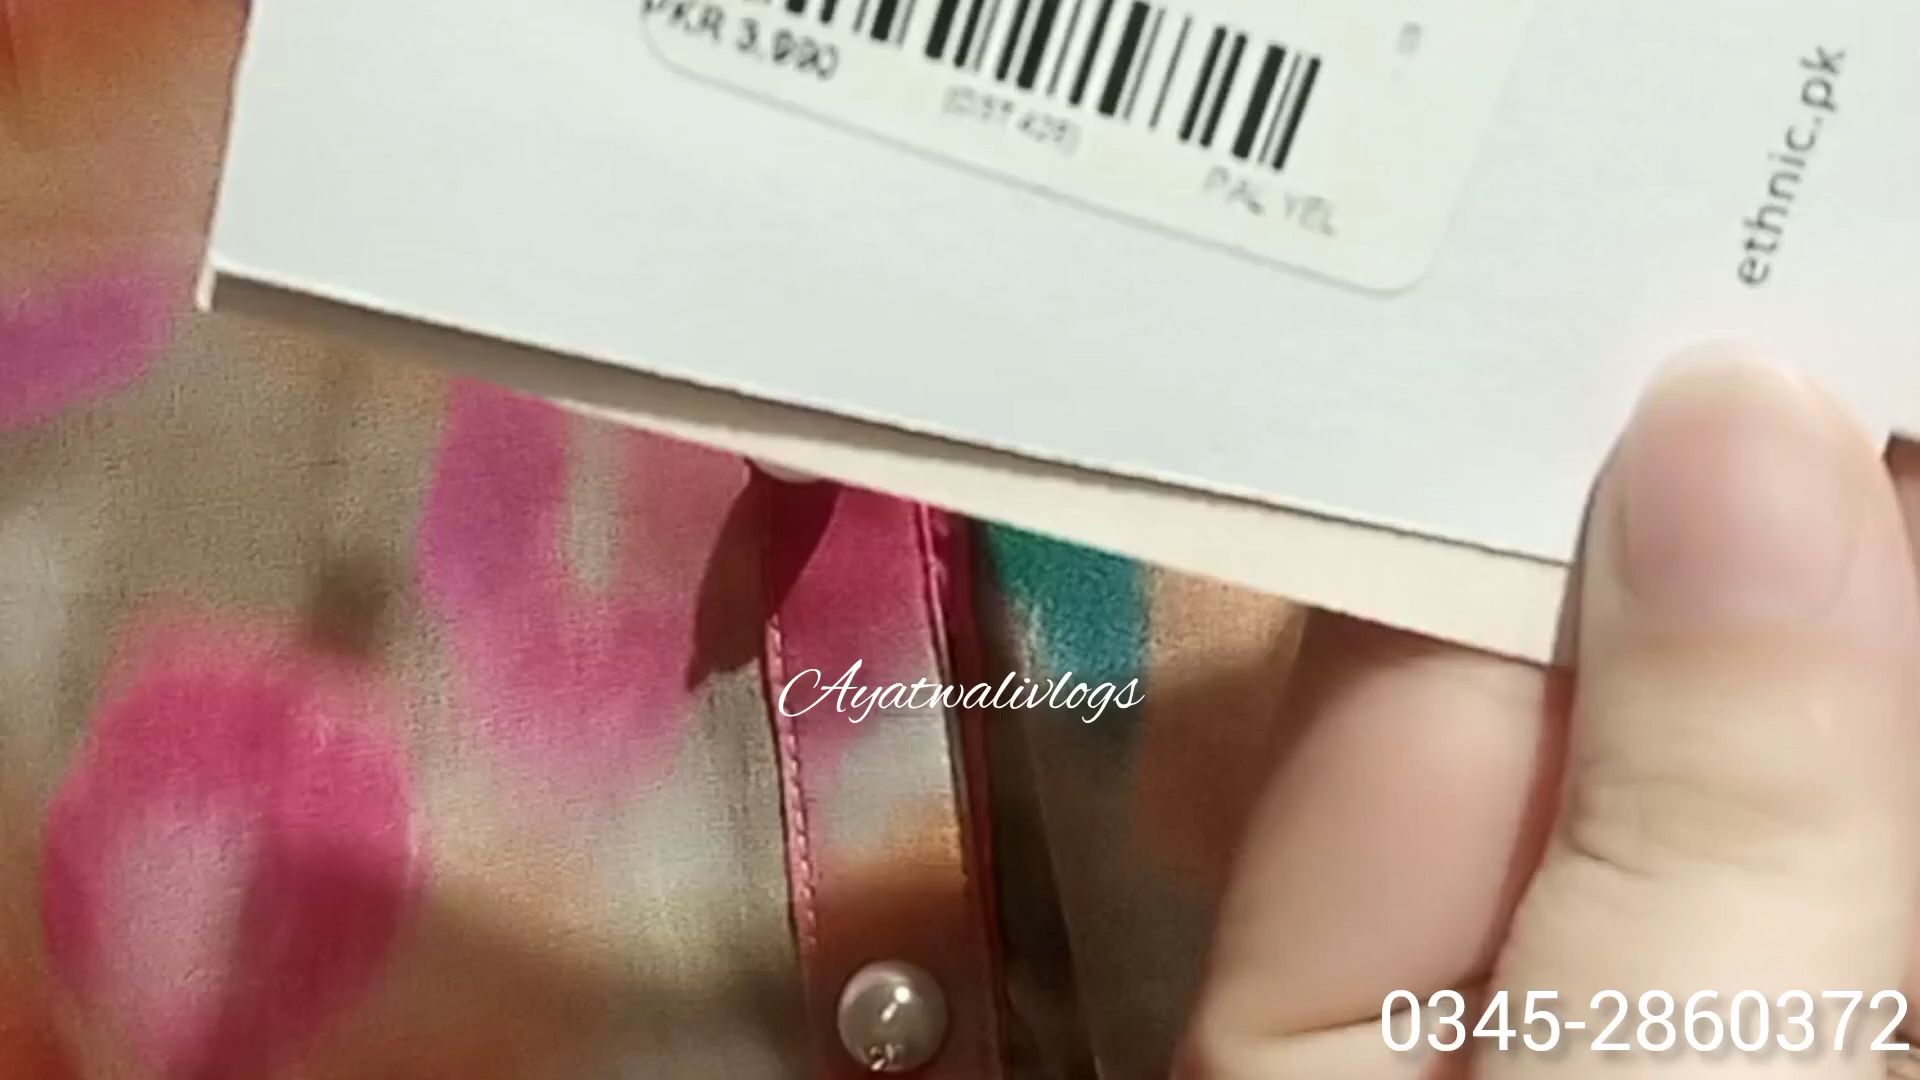 PKR 3,990
PAL YEL
ethnic.pk
Ayatwalivlogs
0345-2860372